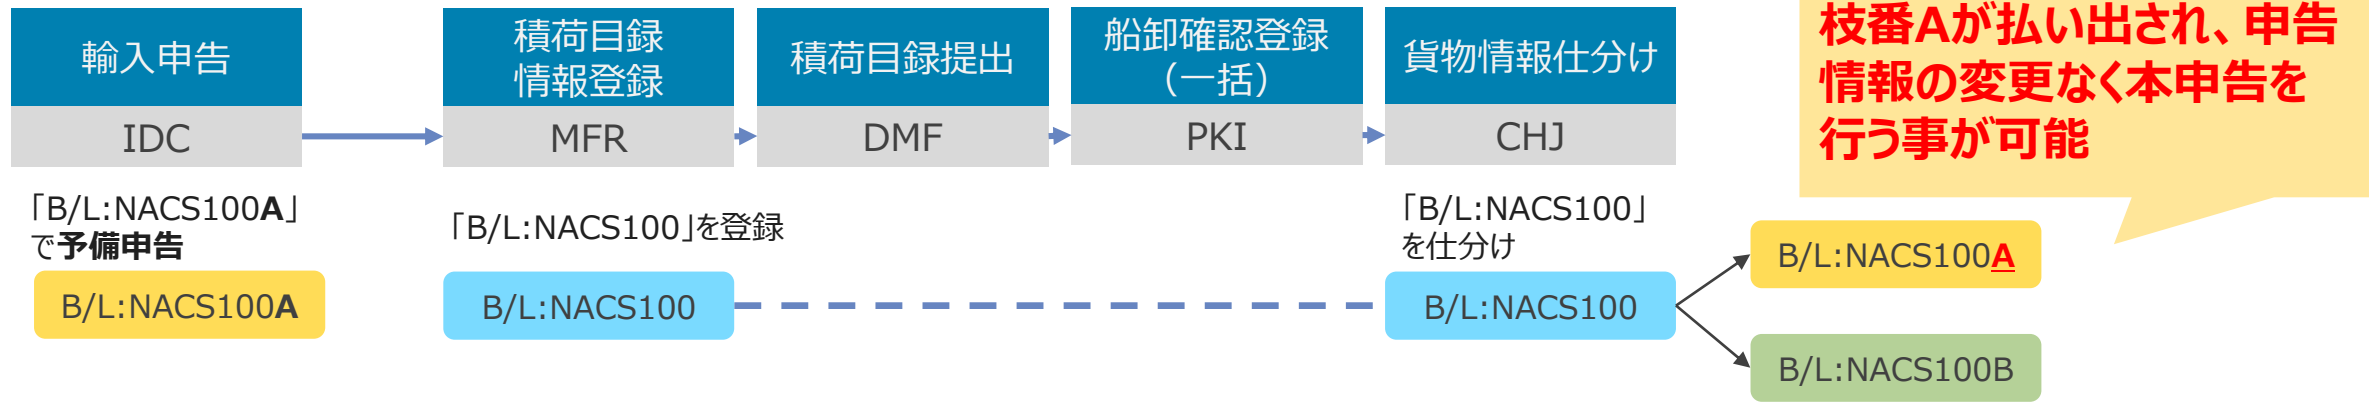 輸入申告
IDC
積荷目録
情報登録
MFR
積荷目録提出
DMF
船卸確認登録
（一括）
PKI
貨物情報仕分け
CHJ
枝番Aが払い出され、申告
情報の変更なく本申告を
行う事が可能
「B/L:NACS100A」
で予備申告
B/L:NACS100A
「B/L:NACS100」を登録
B/L:NACS100
「B/L:NACS100」
を仕分け
B/L:NACS100
B/L:NACS100A
B/L:NACS100B